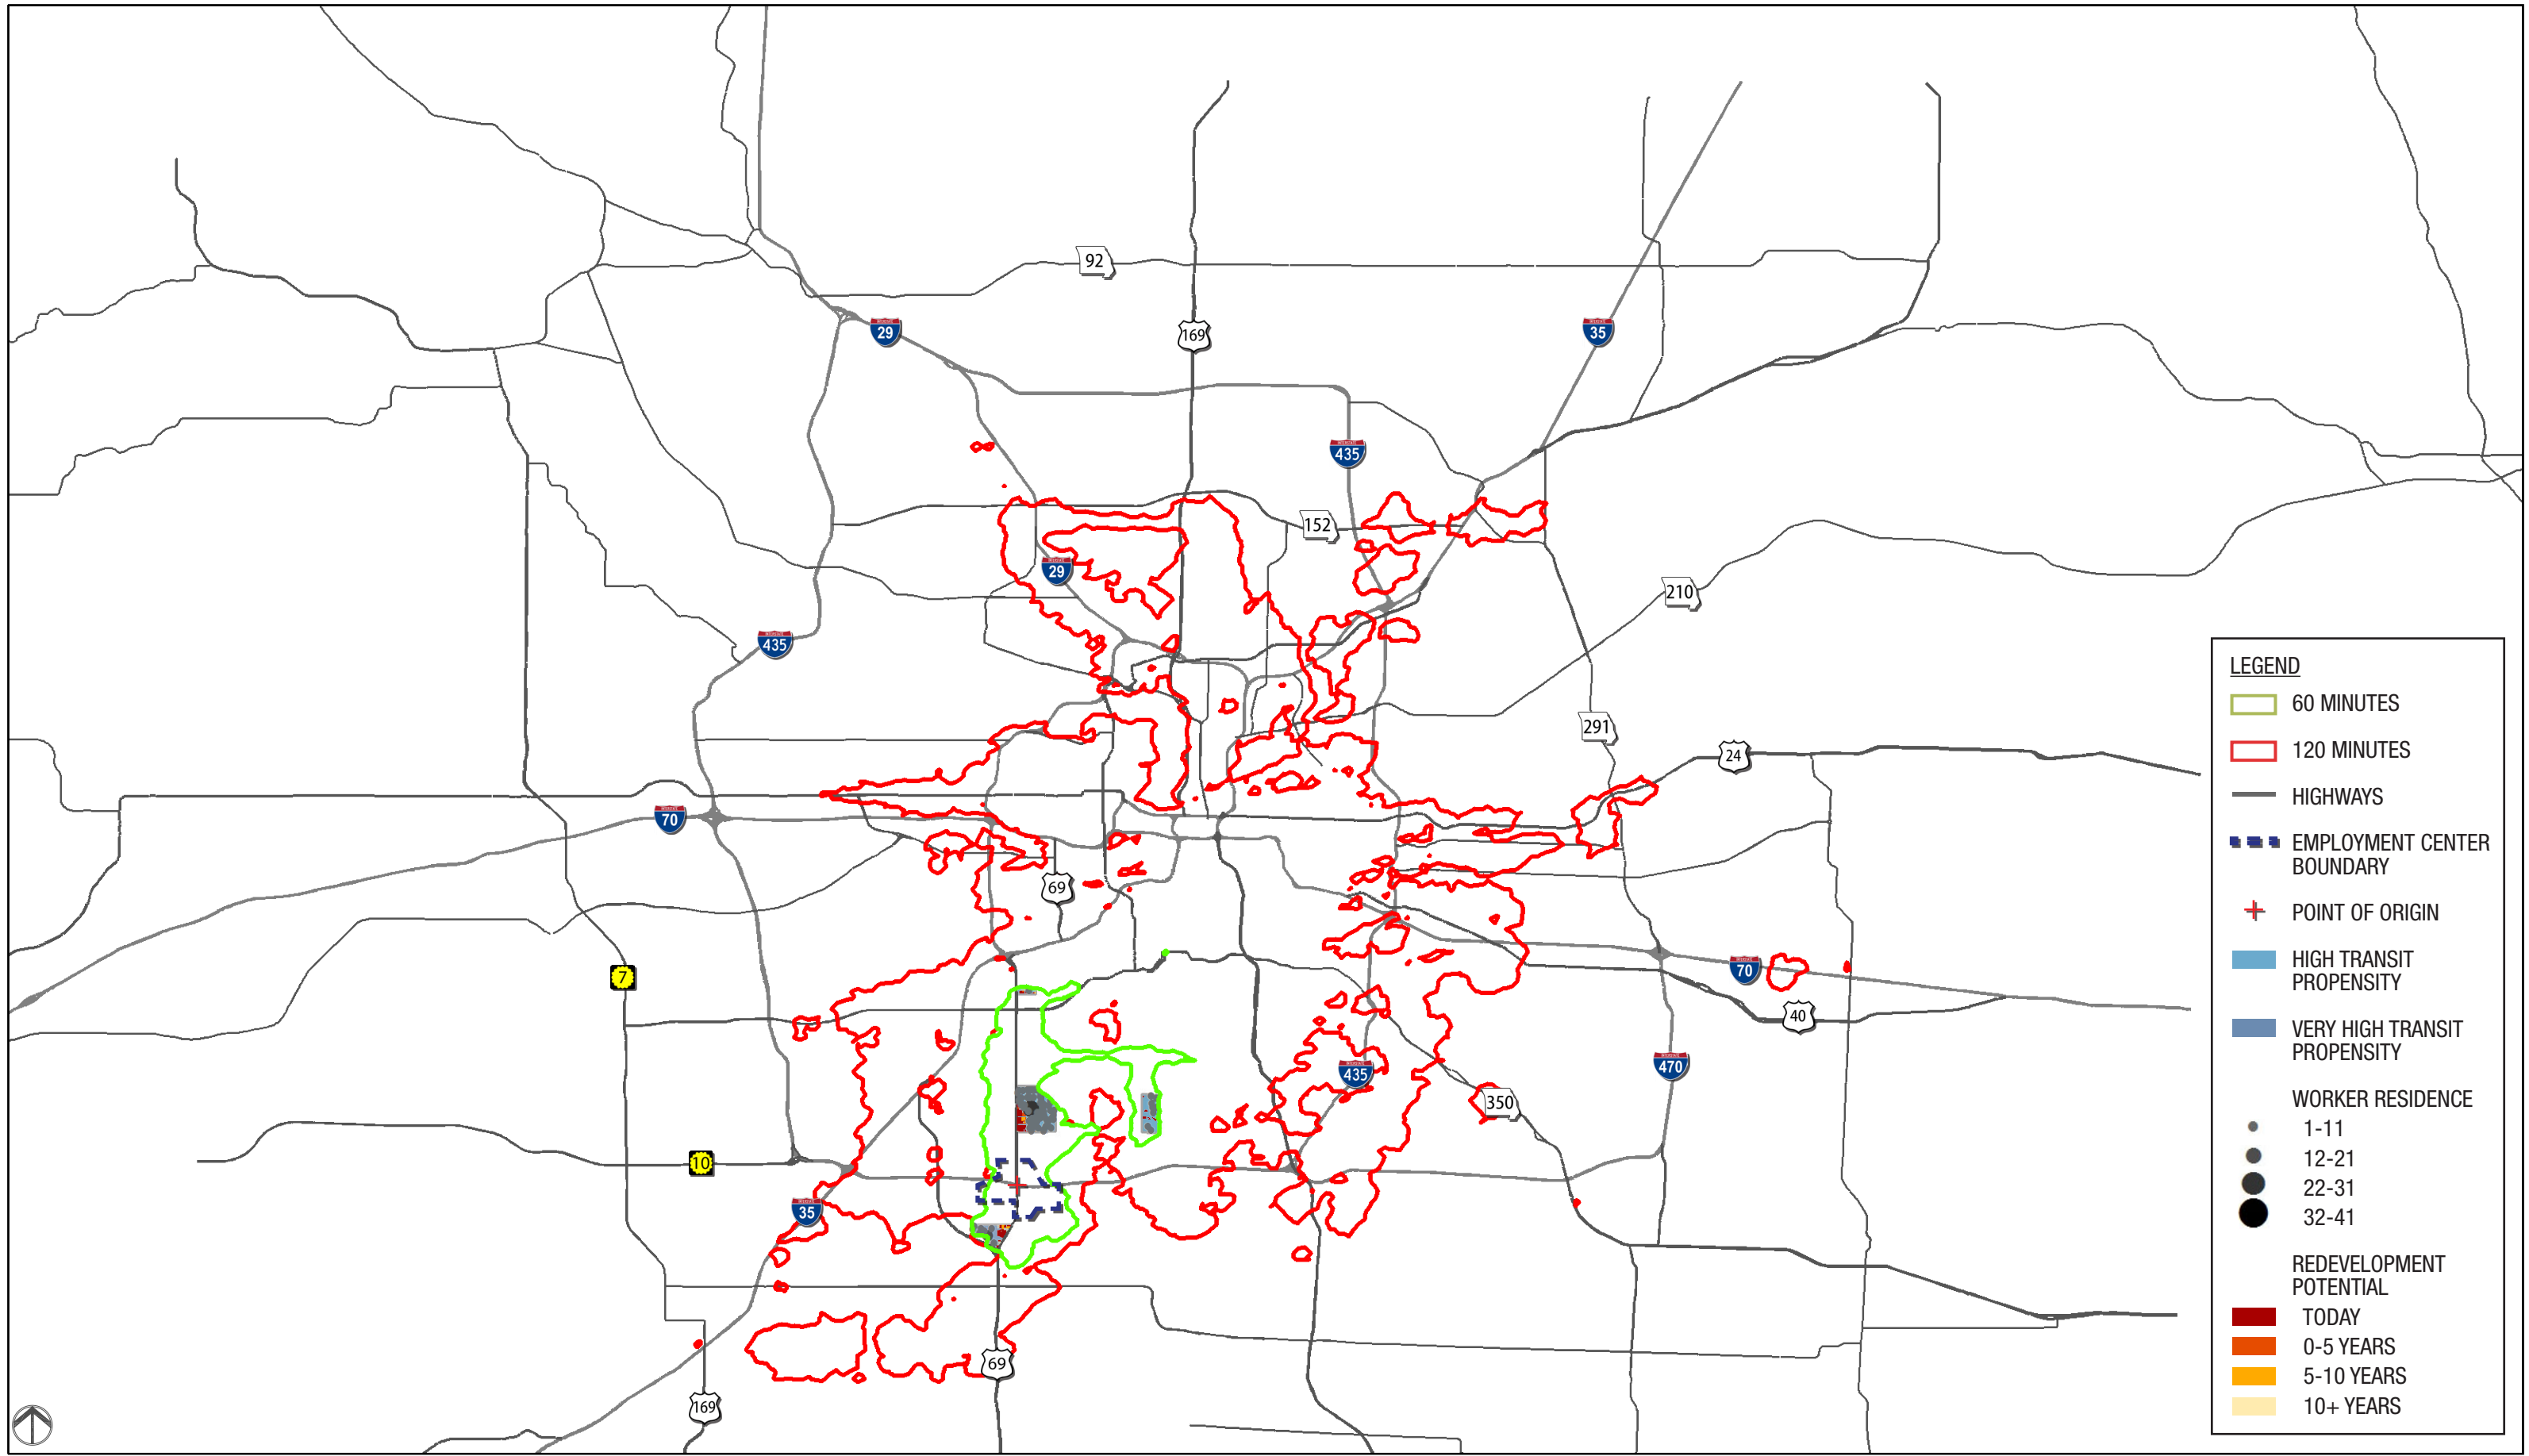 92
29
169
35
435
152
29
210
435
291
24
70
69
7
70
40
435
470
350
10
35
69
169
LEGEND
60 MINUTES
120 MINUTES
HIGHWAYS
EMPLOYMENT CENTER
BOUNDARY
POINT OF ORIGIN
HIGH TRANSIT
PROPENSITY
VERY HIGH TRANSIT
PROPENSITY
WORKER RESIDENCE
1-11
12-21
22-31
32-41
REDEVELOPMENT
POTENTIAL
TODAY
0-5 YEARS
5-10 YEARS
10+ YEARS